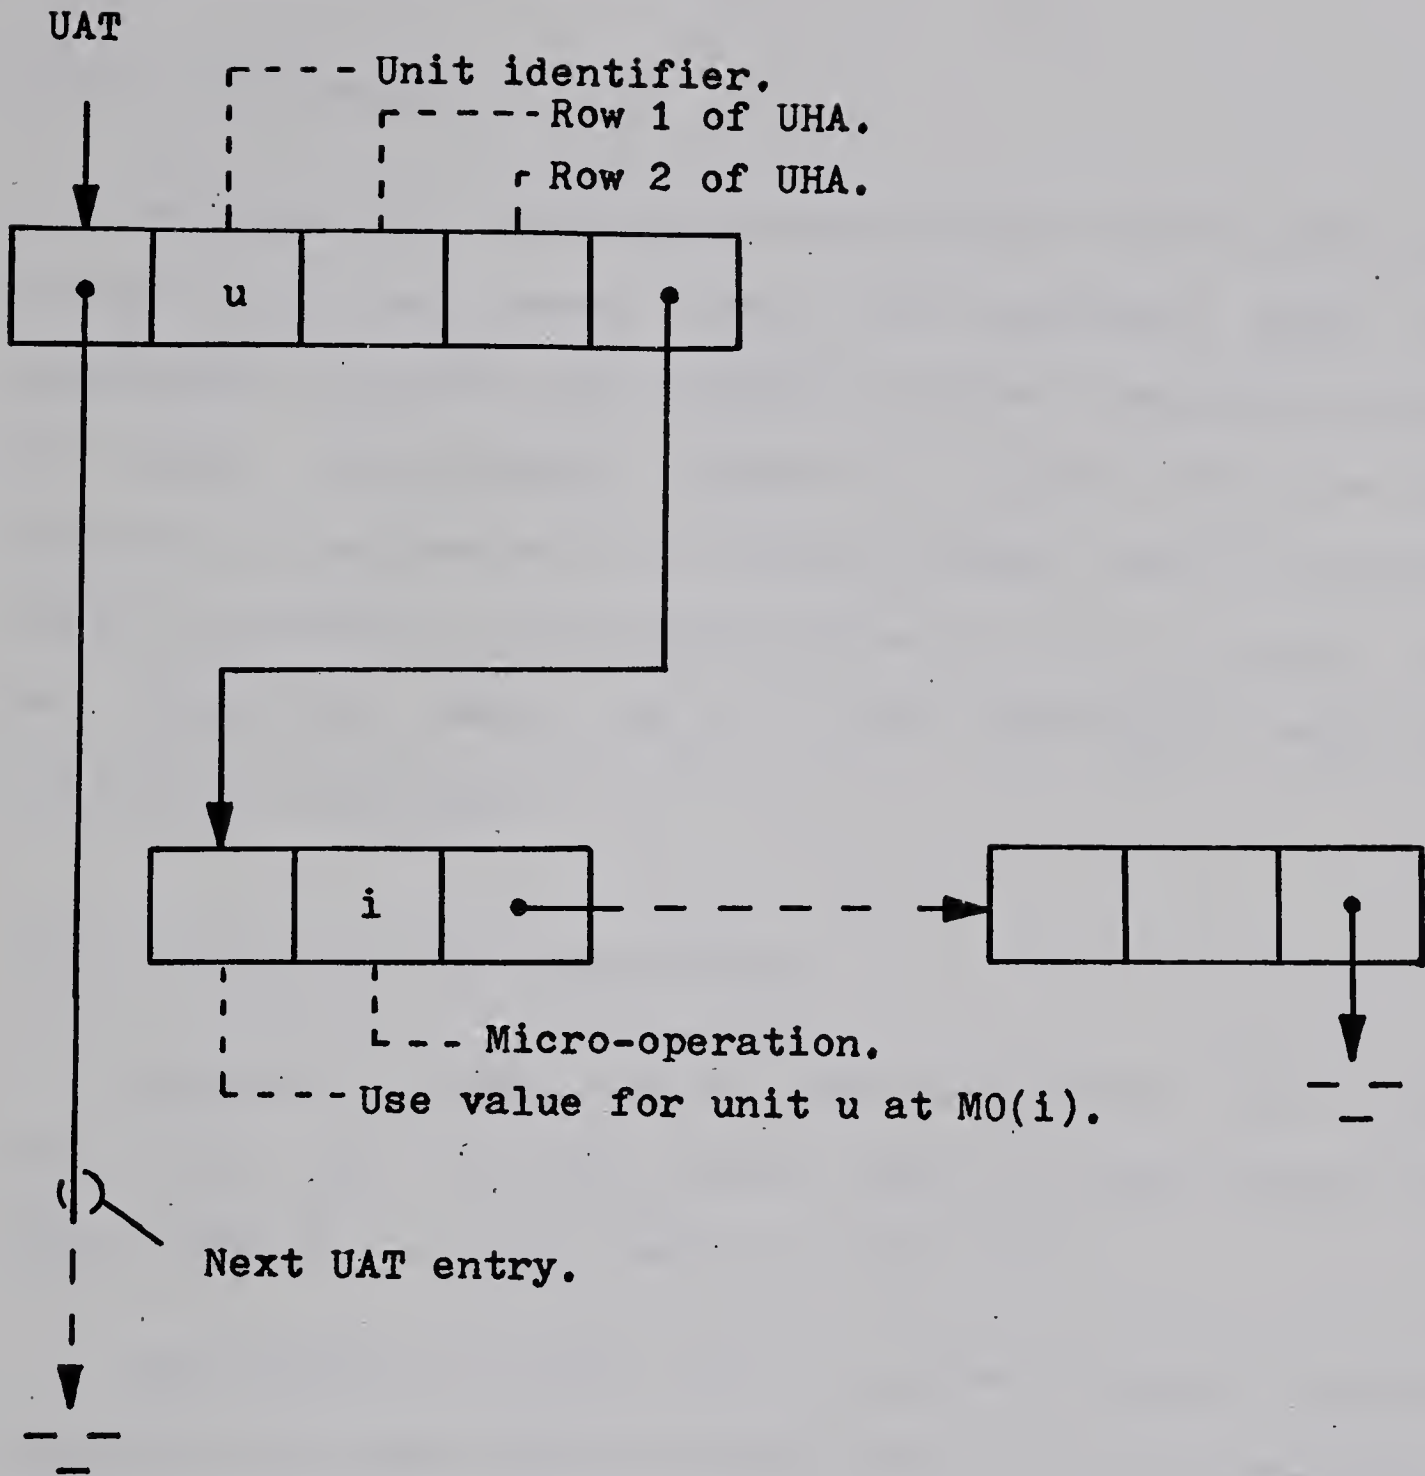 UAT
Unit identifier.
Row 1 of UHA.
Row 2 of UHA.
u
i
Micro-operation.
Use value for unit u at MO(i).
Next UAT entry.